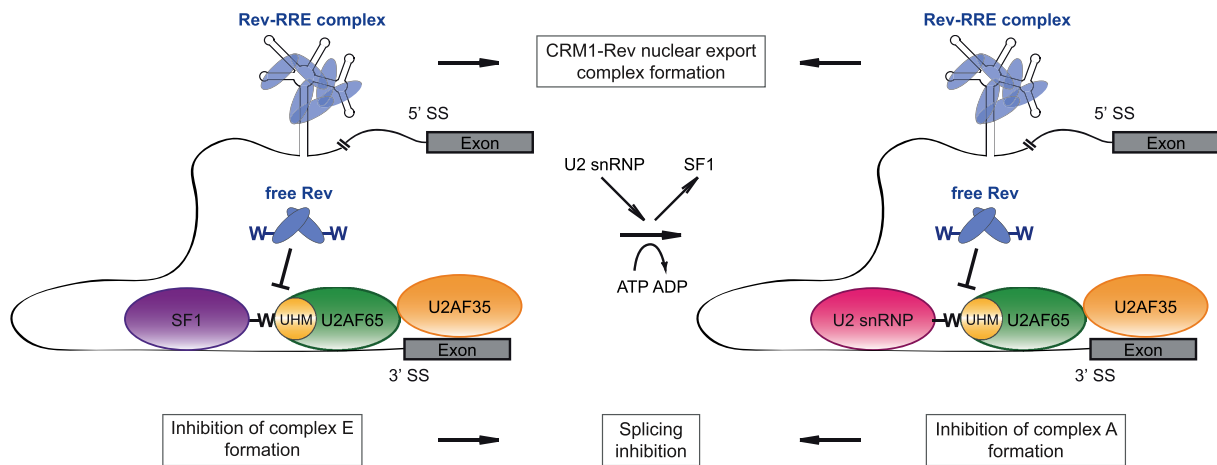 Rev-RRE complex
CRM1-Rev nuclear export
complex formation
Rev-RRE complex
5' SS
Exon
5' SS
Exon
free Rev
W
W
U2 snRNP
SF1
ATP ADP
free Rev
W
W
SF1
W
UHM
U2AF65
U2AF35
Exon
3' SS
U2 snRNP
W
UHM
U2AF65
U2AF35
Exon
3' SS
Inhibition of complex E
formation
Splicing
inhibition
Inhibition of complex A
formation